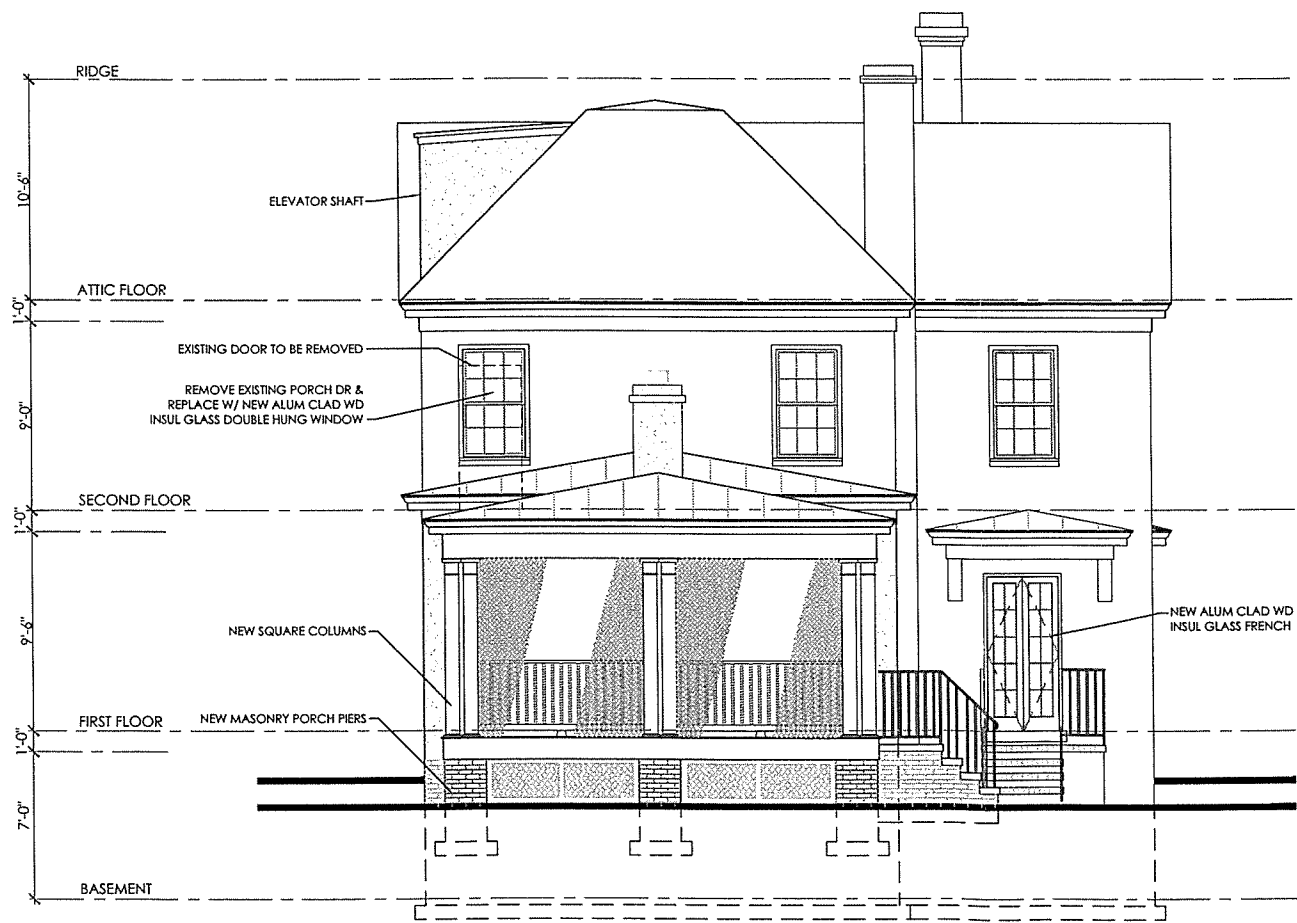 RIDGE
10'-6"
ELEVATOR SHAFT
ATTIC FLOOR
1'-0"
EXISTING DOOR TO BE REMOVED
REMOVE EXISTING PORCH DR &
REPLACE W/ NEW ALUM CLAD WD
INSUL GLASS DOUBLE HUNG WINDOW
9'-0"
SECOND FLOOR
1'-0"
NEW ALUM CLAD WD
INSUL GLASS FRENCH
9'-6"
NEW SQUARE COLUMNS
NEW MASONRY PORCH PIERS
FIRST FLOOR
1'-0"
7'-0"
BASEMENT